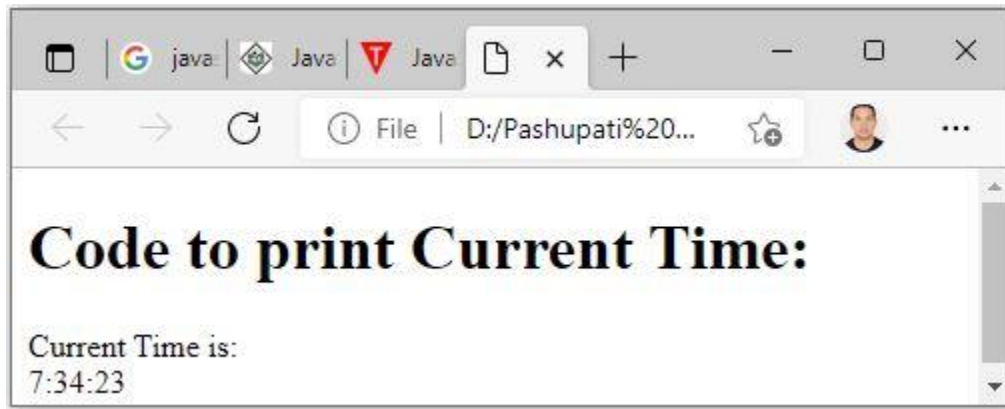 java
Java
Java
File
D:/Pashupati%20...
Code to print Current Time:
Current Time is:
7:34:23